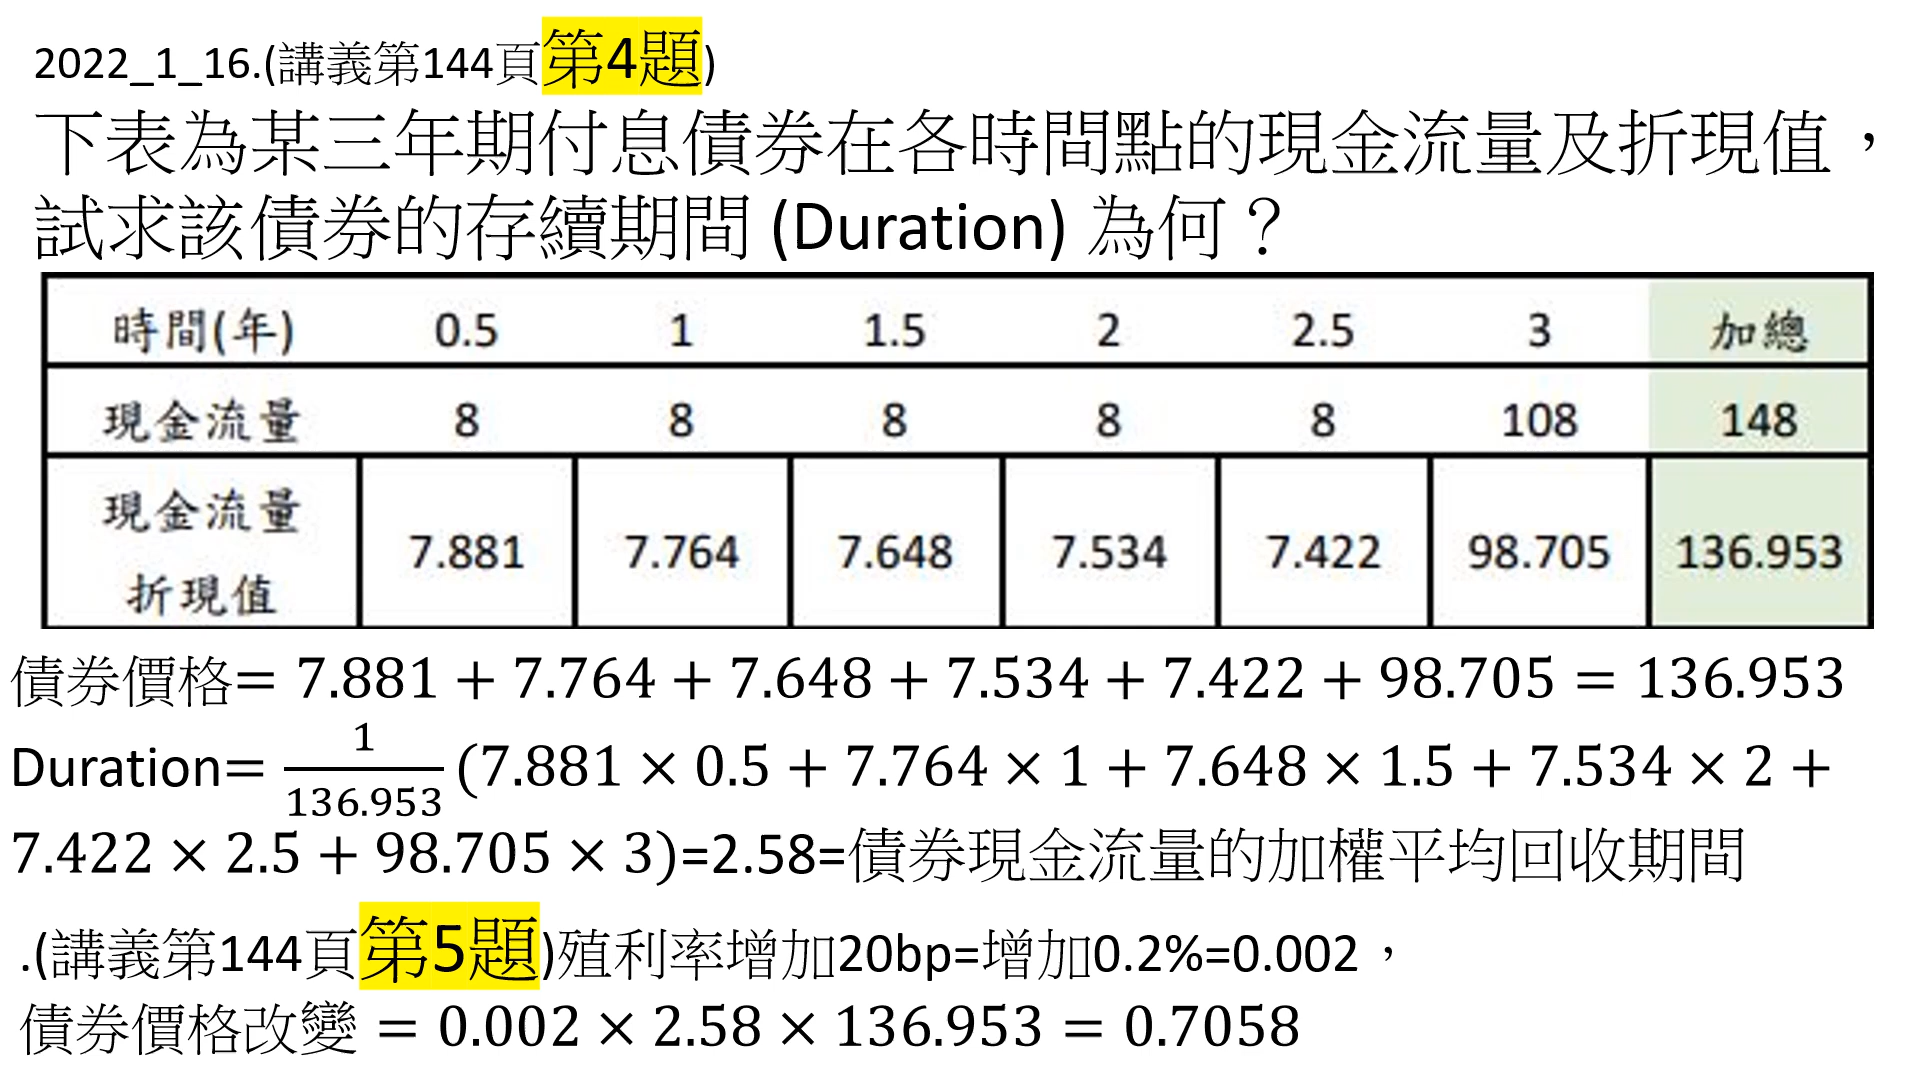 2022_1_16.(講義第144頁第4題)
下表為某三年期付息債券在各時間點的現金流量及折現值，
試求該債券的存續期間 (Duration) 為何？
時間(年) 0.5 1 1.5 2 2.5 3 加總
現金流量 8 8 8 8 8 108 148
現金流量
折現值 7.881 7.764 7.648 7.534 7.422 98.705 136.953
債券價格= 7.881 + 7.764 + 7.648 + 7.534 + 7.422 + 98.705 = 136.953
Duration= 1/136.953 (7.881 × 0.5 + 7.764 × 1 + 7.648 × 1.5 + 7.534 × 2 +
7.422 × 2.5 + 98.705 × 3)=2.58=債券現金流量的加權平均回收期間
.(講義第144頁第5題)殖利率增加20bp=增加0.2%=0.002，
債券價格改變 = 0.002 × 2.58 × 136.953 = 0.7058